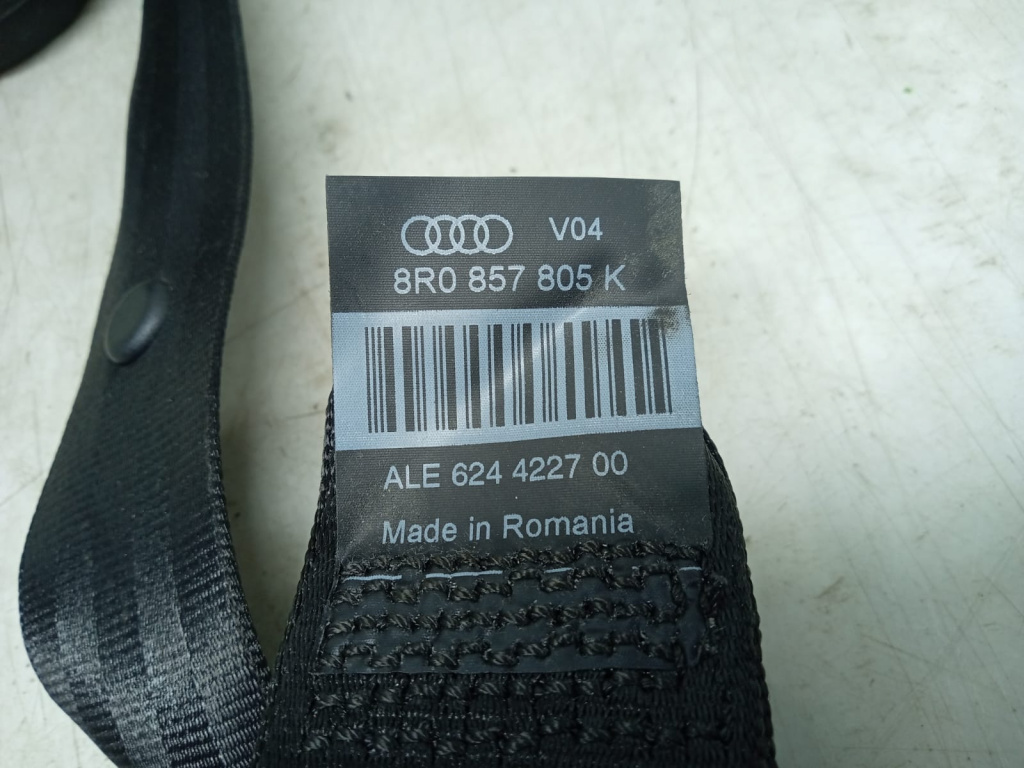 V04
8R0 857 805 K
ALE 624 4227 00
Made in Romania